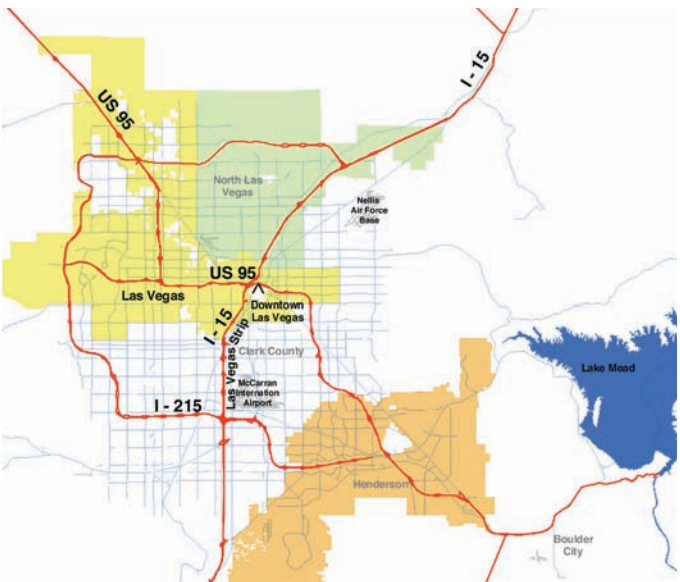 US 95
I - 15
North Las
Vegas
Nellis
Air Force
Base
US 95
Las Vegas
Downtown
Las Vegas
I - 15
Las Vegas Strip
Clark County
Lake Mead
McCarran
Internation
Airport
I - 215
Henderson
Boulder
City